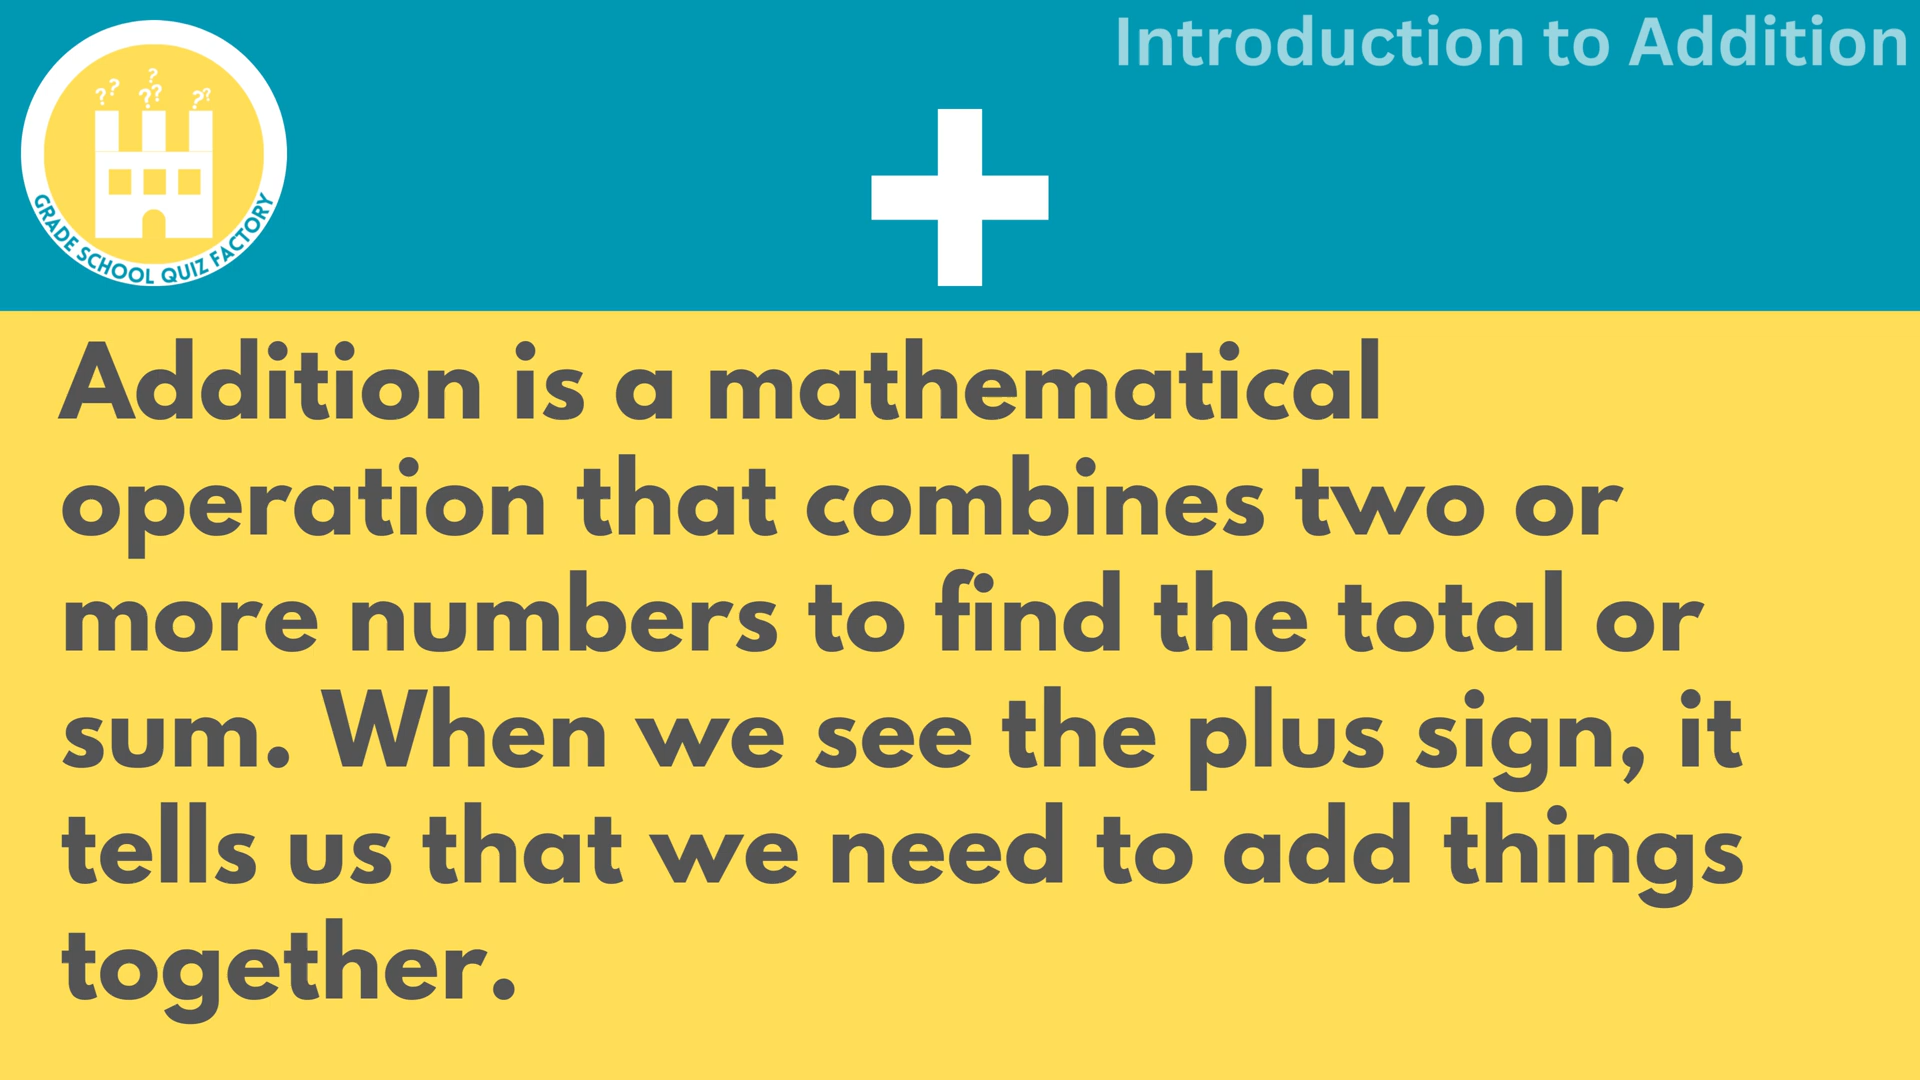 Introduction to Addition
?? ? ?? ??
GRADE SCHOOL QUIZ FACTORY
+
Addition is a mathematical
operation that combines two or
more numbers to find the total or
sum. When we see the plus sign, it
tells us that we need to add things
together.